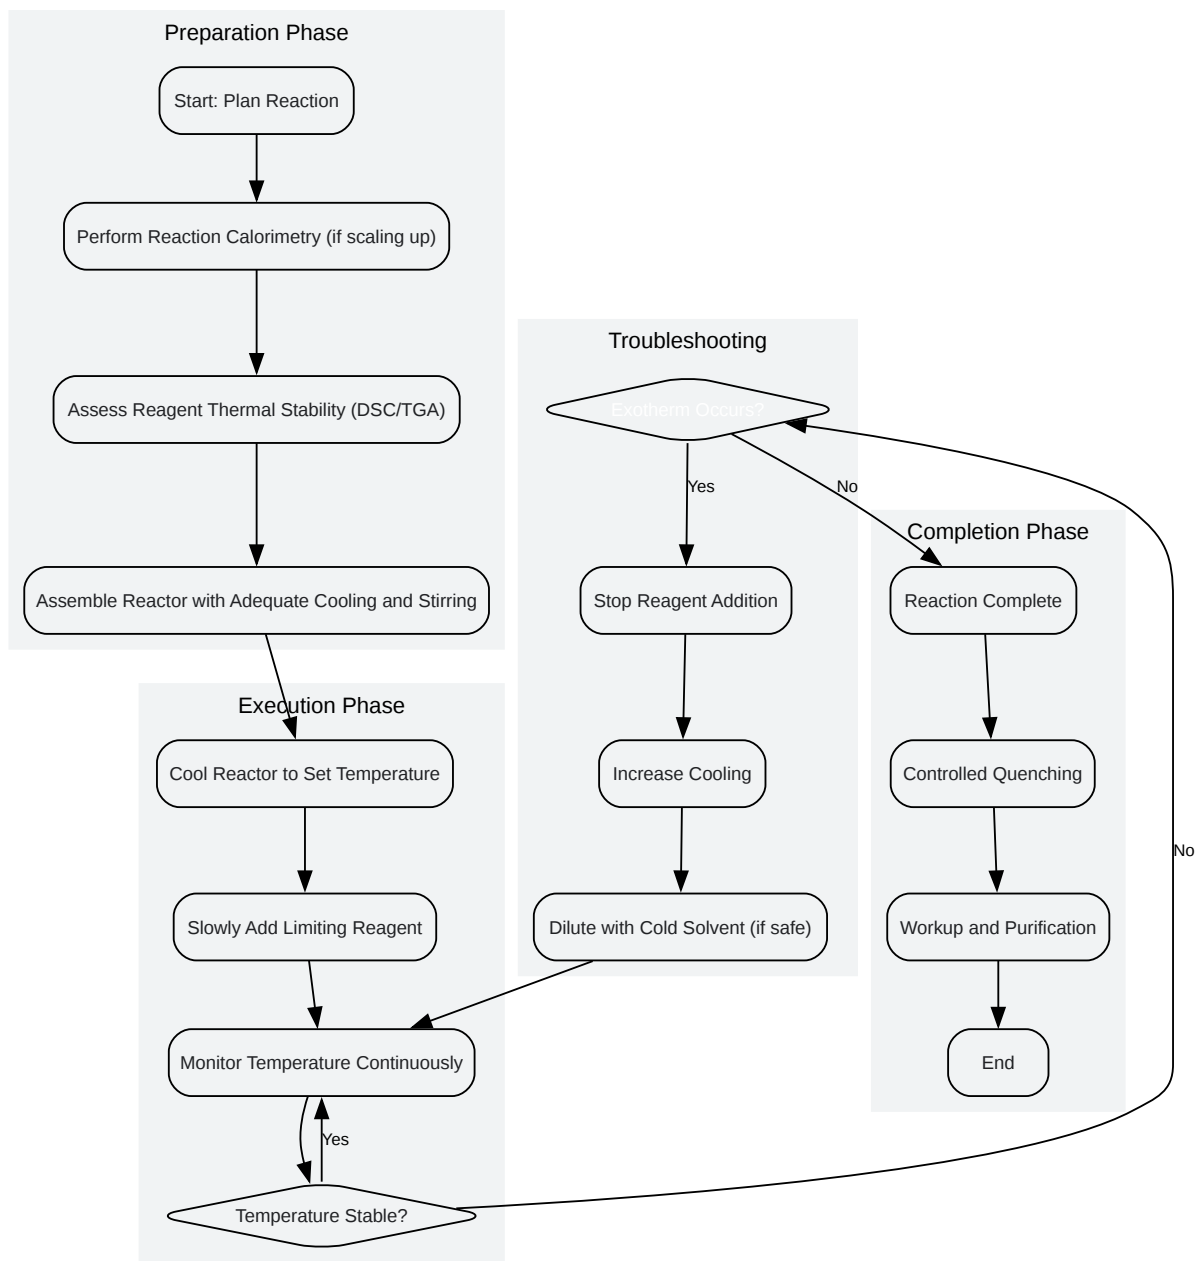 Preparation Phase
Start: Plan Reaction
Perform Reaction Calorimetry (if scaling up)
Assess Reagent Thermal Stability (DSC/TGA)
Assemble Reactor with Adequate Cooling and Stirring
Execution Phase
Cool Reactor to Set Temperature
Slowly Add Limiting Reagent
Monitor Temperature Continuously
Yes
Temperature Stable?
No
Troubleshooting
Exotherm Occurs?
Yes
No
Stop Reagent Addition
Increase Cooling
Dilute with Cold Solvent (if safe)
Completion Phase
Reaction Complete
Controlled Quenching
Workup and Purification
End